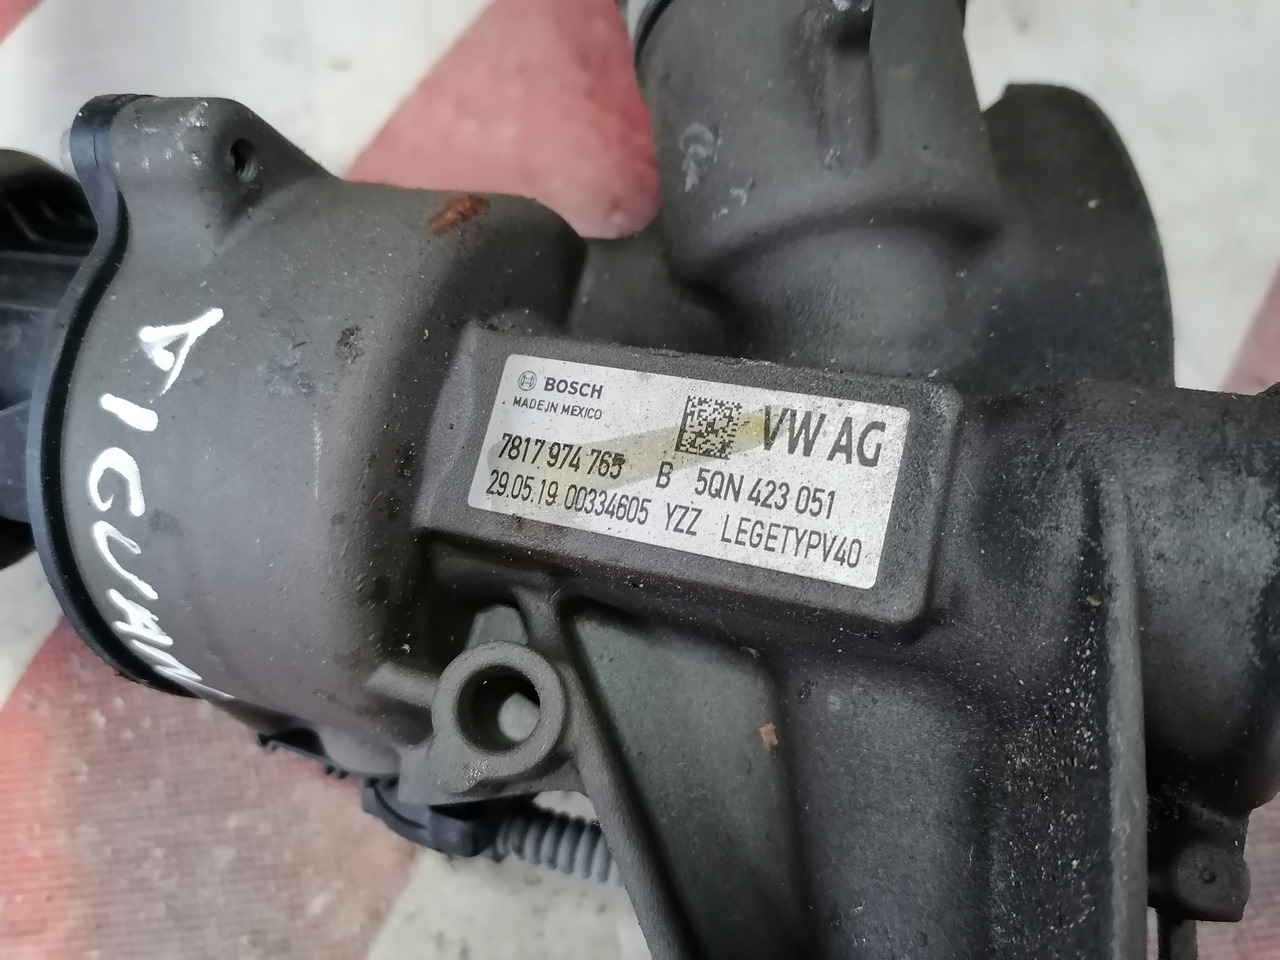 BOSCH
MADE IN MEXICO
VW AG
7817 974 765 B 5QN 423 051
29.05.19 00334605 YZZ LEGETYPV40
TIGUAN